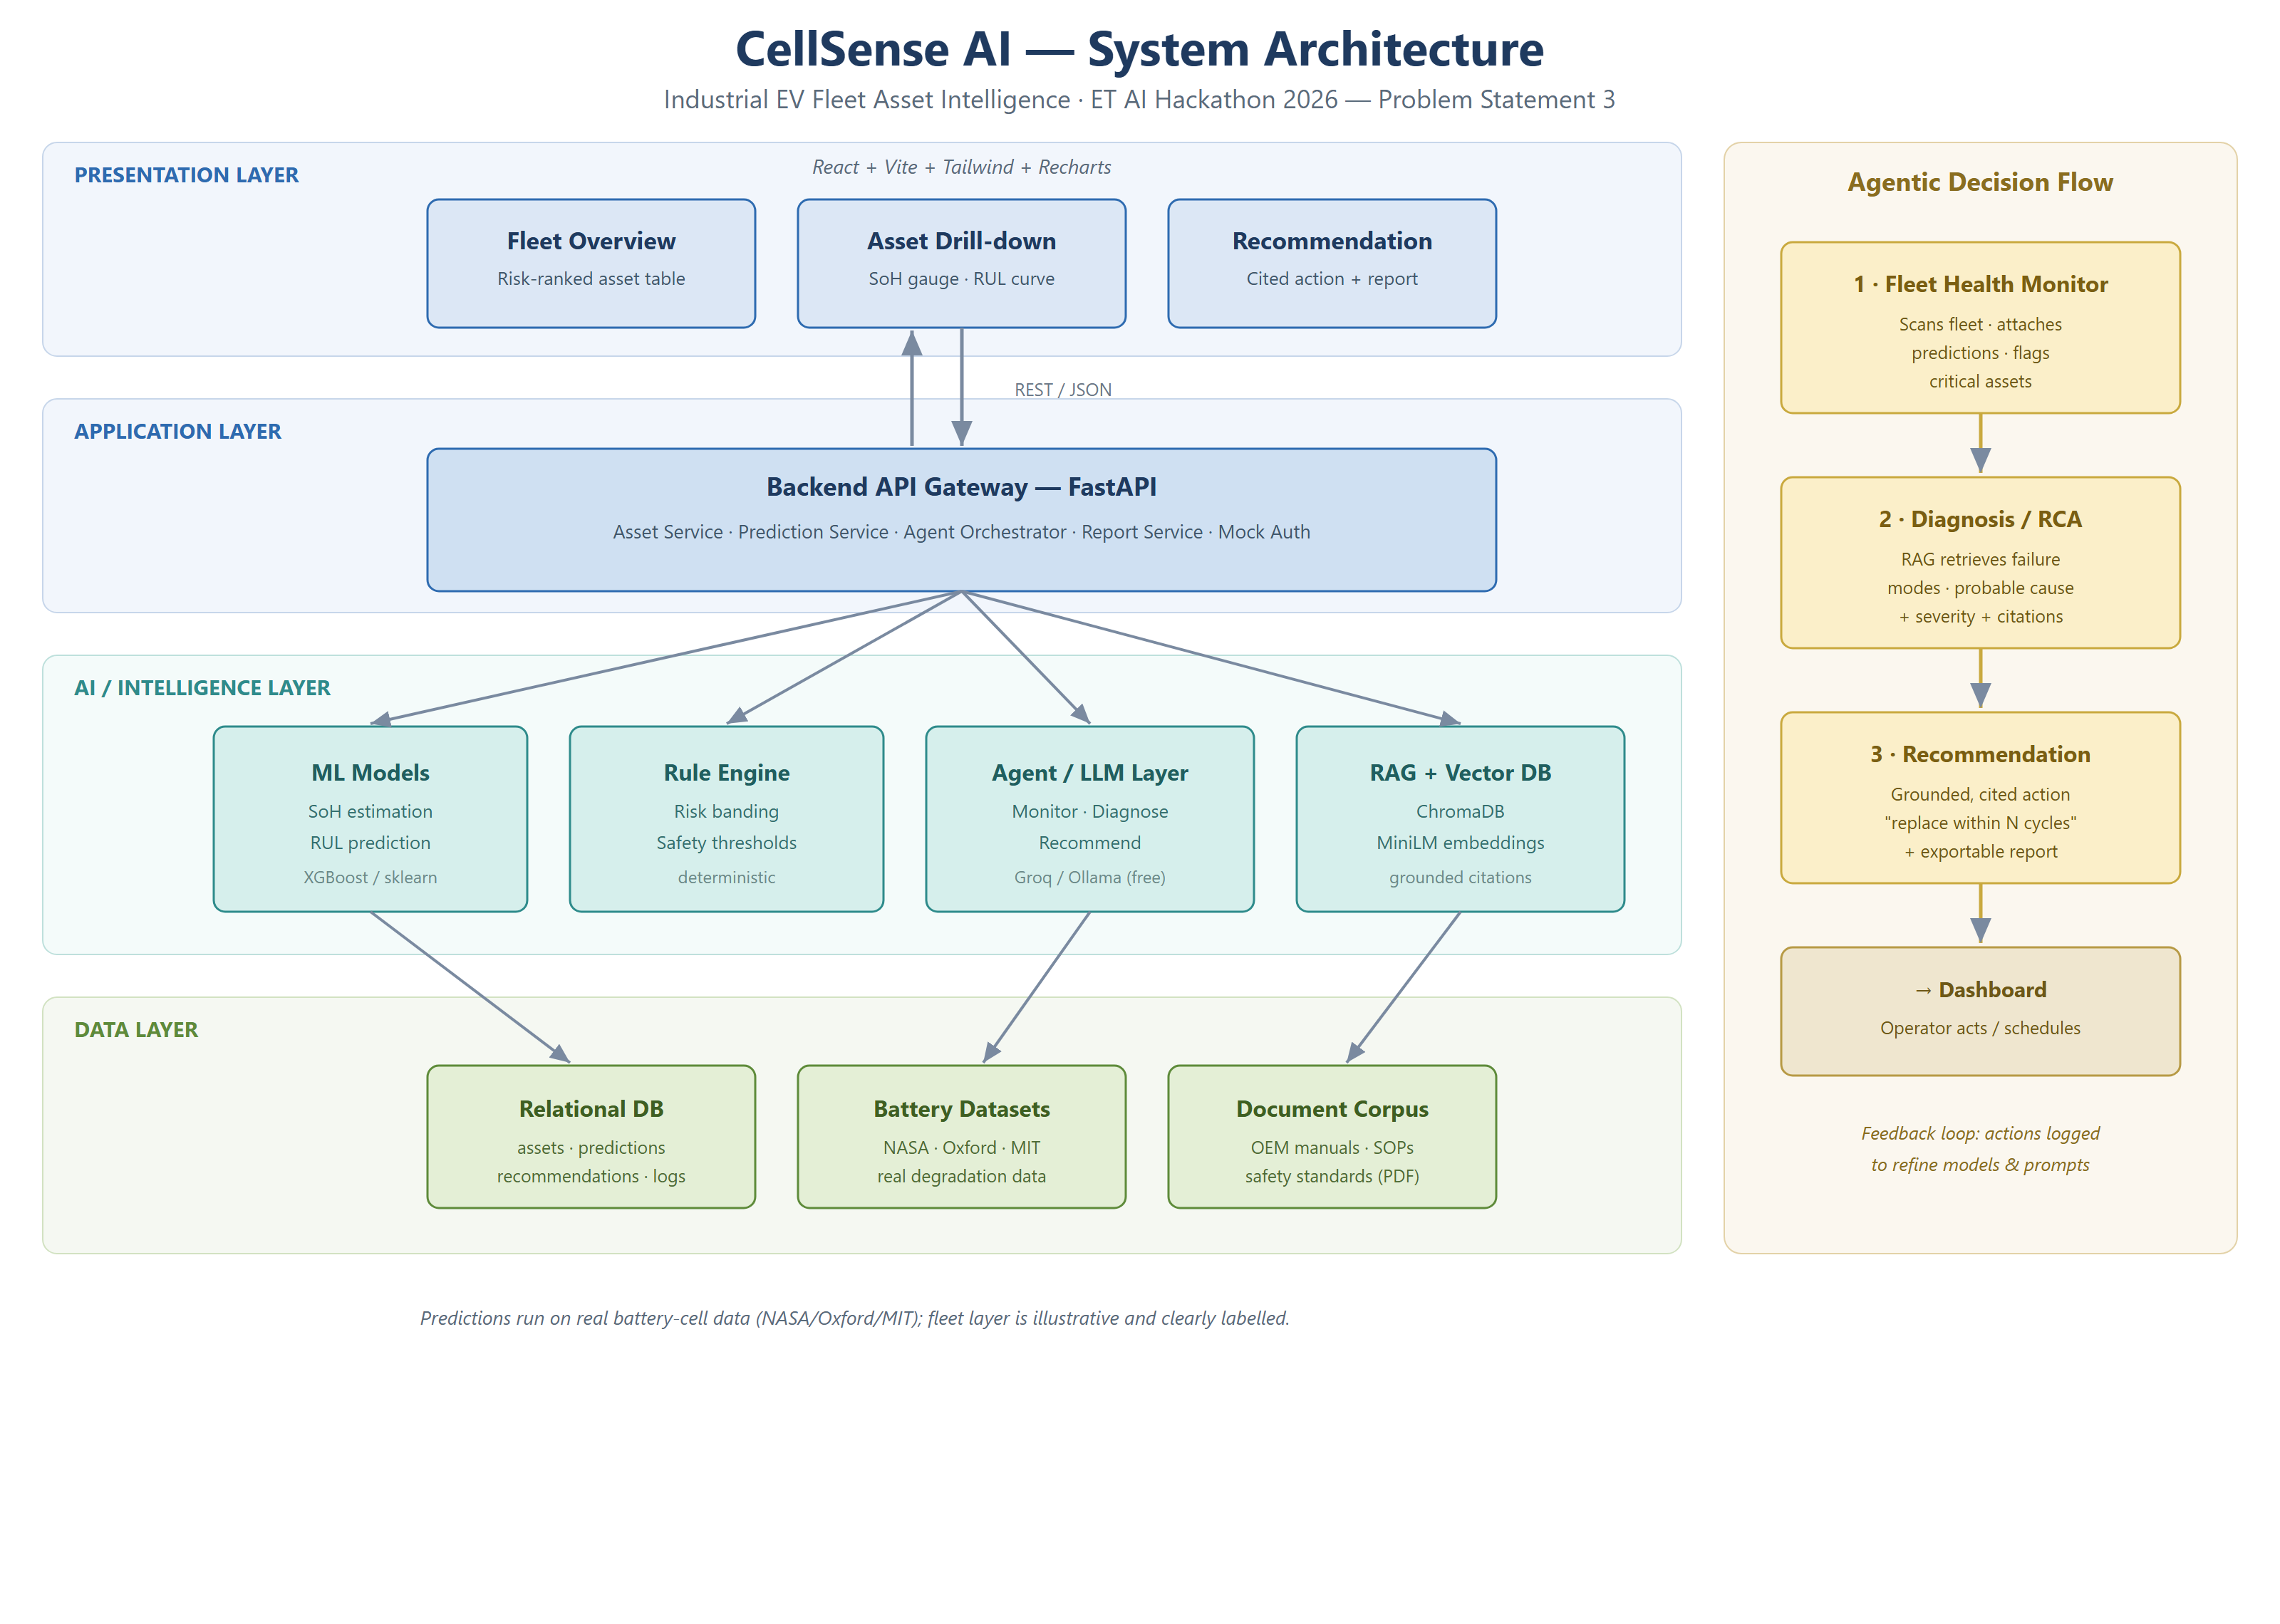 CellSense AI — System Architecture
Industrial EV Fleet Asset Intelligence · ET AI Hackathon 2026 — Problem Statement 3
PRESENTATION LAYER
React + Vite + Tailwind + Recharts
Fleet Overview
Risk-ranked asset table
Asset Drill-down
SoH gauge · RUL curve
Recommendation
Cited action + report
REST / JSON
APPLICATION LAYER
Backend API Gateway — FastAPI
Asset Service · Prediction Service · Agent Orchestrator · Report Service · Mock Auth
AI / INTELLIGENCE LAYER
ML Models
SoH estimation
RUL prediction
XGBoost / sklearn
Rule Engine
Risk banding
Safety thresholds
deterministic
Agent / LLM Layer
Monitor · Diagnose
Recommend
Groq / Ollama (free)
RAG + Vector DB
ChromaDB
MiniLM embeddings
grounded citations
DATA LAYER
Relational DB
assets · predictions
recommendations · logs
Battery Datasets
NASA · Oxford · MIT
real degradation data
Document Corpus
OEM manuals · SOPs
safety standards (PDF)
Agentic Decision Flow
1 · Fleet Health Monitor
Scans fleet · attaches
predictions · flags
critical assets
2 · Diagnosis / RCA
RAG retrieves failure
modes · probable cause
+ severity + citations
3 · Recommendation
Grounded, cited action
"replace within N cycles"
+ exportable report
→ Dashboard
Operator acts / schedules
Feedback loop: actions logged
to refine models & prompts
Predictions run on real battery-cell data (NASA/Oxford/MIT); fleet layer is illustrative and clearly labelled.